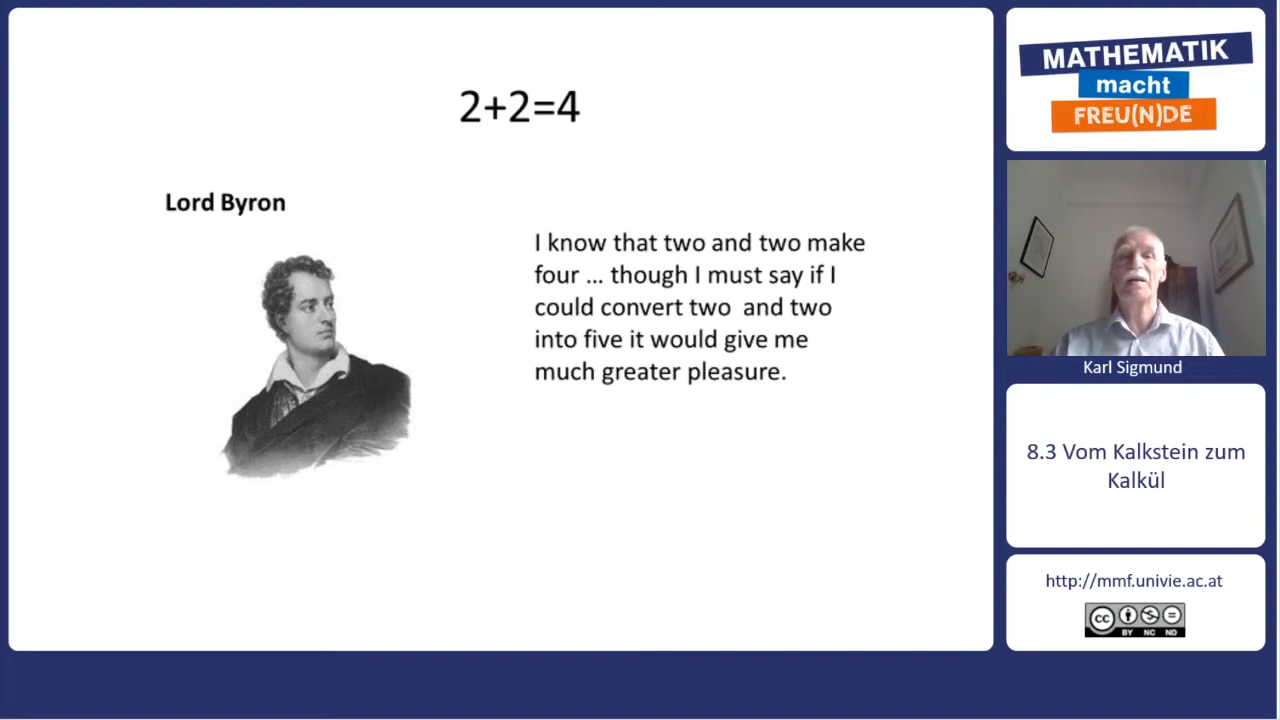 2+2=4
Lord Byron
I know that two and two make
four ... though I must say if I
could convert two and two
into five it would give me
much greater pleasure.
MATHEMATIK
macht
FREU(N)DE
Karl Sigmund
8.3 Vom Kalkstein zum
Kalkül
http://mmf.univie.ac.at
CC
BY NC ND